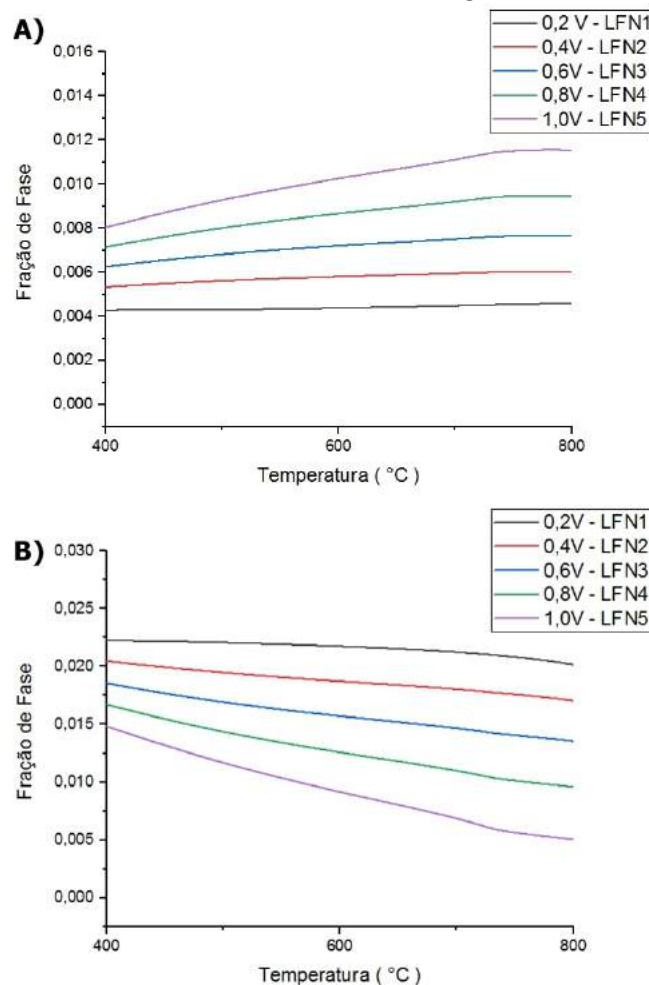 A)
0,2 V - LFN1
0,4V - LFN2
0,6V - LFN3
0,8V - LFN4
1,0V - LFN5
0,016
0,014
0,012
0,010
0,008
0,006
0,004
0,002
0,000
Fração de Fase
400
600
800
Temperatura ( °C )
B)
0,2V - LFN1
0,4V - LFN2
0,6V - LFN3
0,8V - LFN4
1,0V - LFN5
0,030
0,025
0,020
0,015
0,010
0,005
0,000
Fração de Fase
400
600
800
Temperatura ( °C )